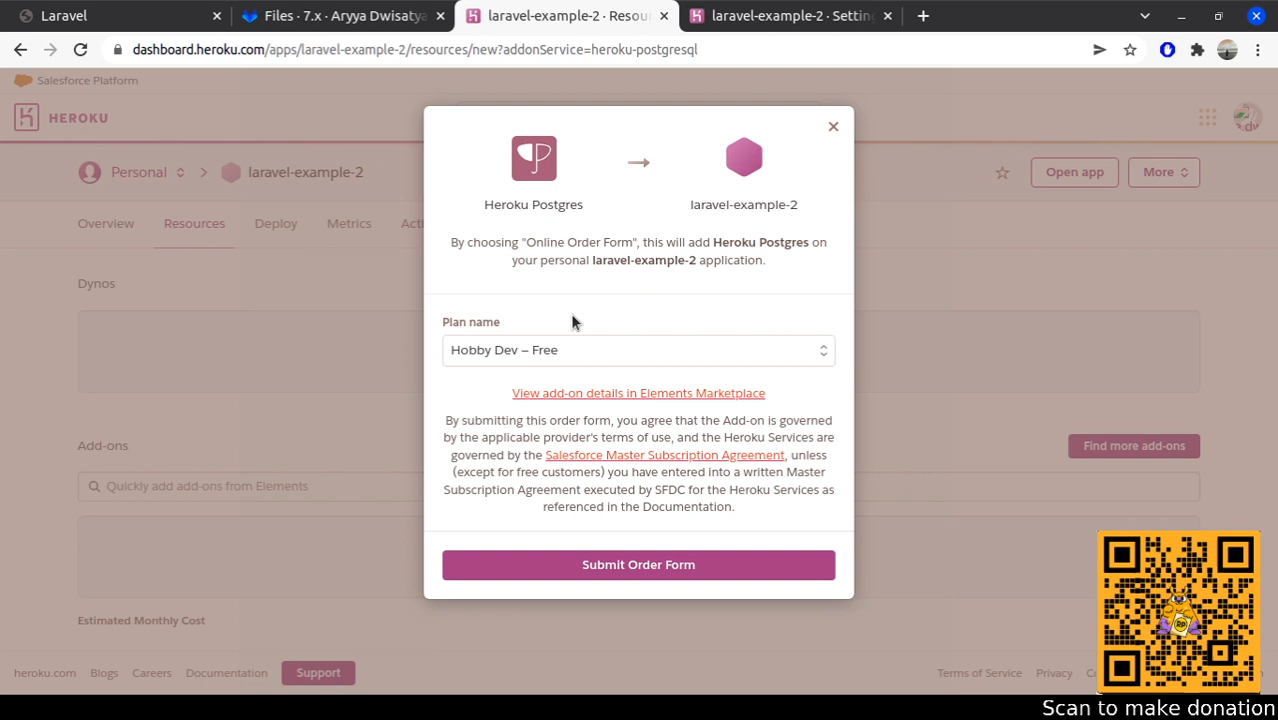 Laravel
Files · 7.x · Aryya Dwisatya
laravel-example-2 · Resou
laravel-example-2 · Settin
dashboard.heroku.com/apps/laravel-example-2/resources/new?addonService=heroku-postgresql
Salesforce Platform
HEROKU
Personal
laravel-example-2
Open app
More
Overview
Resources
Deploy
Metrics
Acti
Heroku Postgres
laravel-example-2
By choosing "Online Order Form", this will add Heroku Postgres on
your personal laravel-example-2 application.
Dynos
Plan name
Hobby Dev – Free
View add-on details in Elements Marketplace
By submitting this order form, you agree that the Add-on is governed
by the applicable provider's terms of use, and the Heroku Services are
governed by the Salesforce Master Subscription Agreement, unless
(except for free customers) you have entered into a written Master
Subscription Agreement executed by SFDC for the Heroku Services as
referenced in the Documentation.
Submit Order Form
Add-ons
Find more add-ons
Quickly add add-ons from Elements
Estimated Monthly Cost
heroku.com
Blogs
Careers
Documentation
Support
Terms of Service
Privacy
Scan to make donation